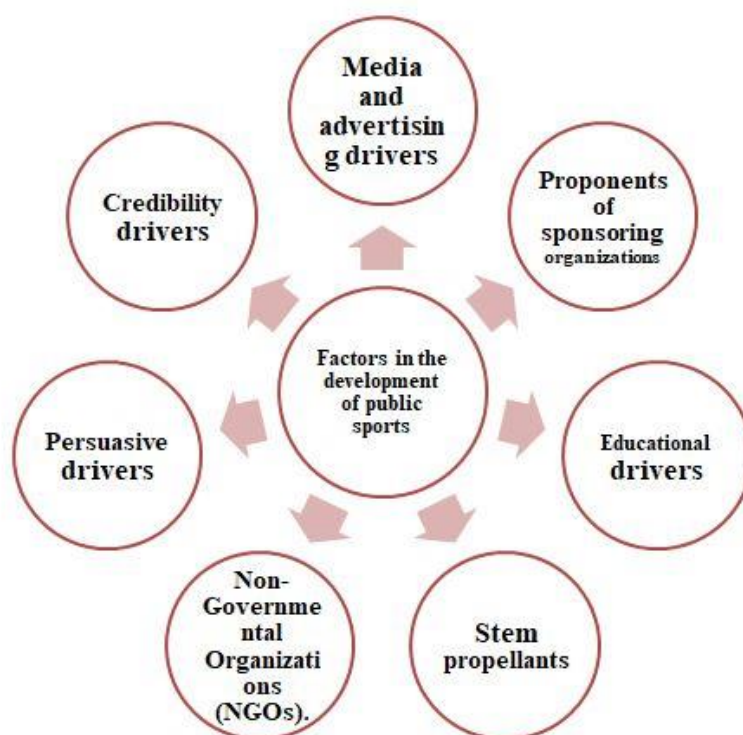 Media
and
advertisin
g drivers
Proponents
of
sponsoring
organizations
Educational
drivers
Stem
propellants
Non-
Governme
ntal
Organizati
ons
(NGOs).
Persuasive
drivers
Credibility
drivers
Factors in the
development
of public
sports